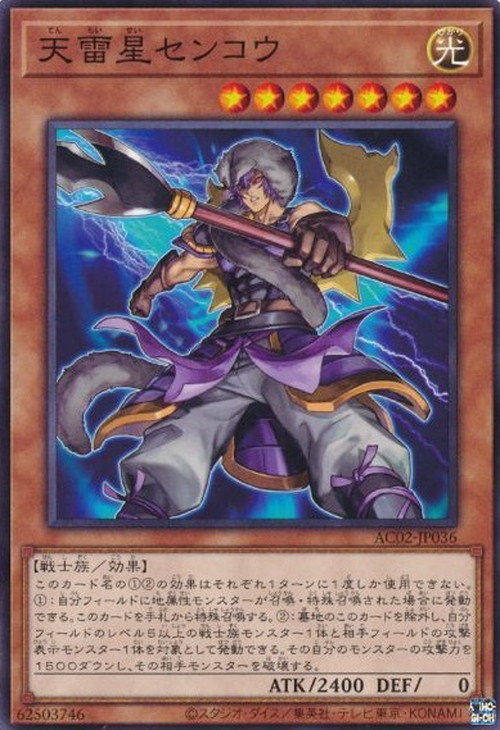 天雷星センコウ
光
AC02-JP036
【戦士族/効果】
このカード名の①②の効果はそれぞれ1ターンに1度しか使用できない。
①:自分フィールドに地属性モンスターが召喚・特殊召喚された場合に発動
できる。このカードを手札から特殊召喚する。②:墓地のこのカードを除外し、自分
フィールドのレベル5以上の戦士族モンスター1体と相手フィールドの攻撃
表示モンスター1体を対象として発動できる。その自分のモンスターの攻撃力を
1500ダウンし、その相手モンスターを破壊する。
ATK/2400 DEF/ 0
62503746 ©スタジオ・ダイス/集英社・テレビ東京・KONAMI